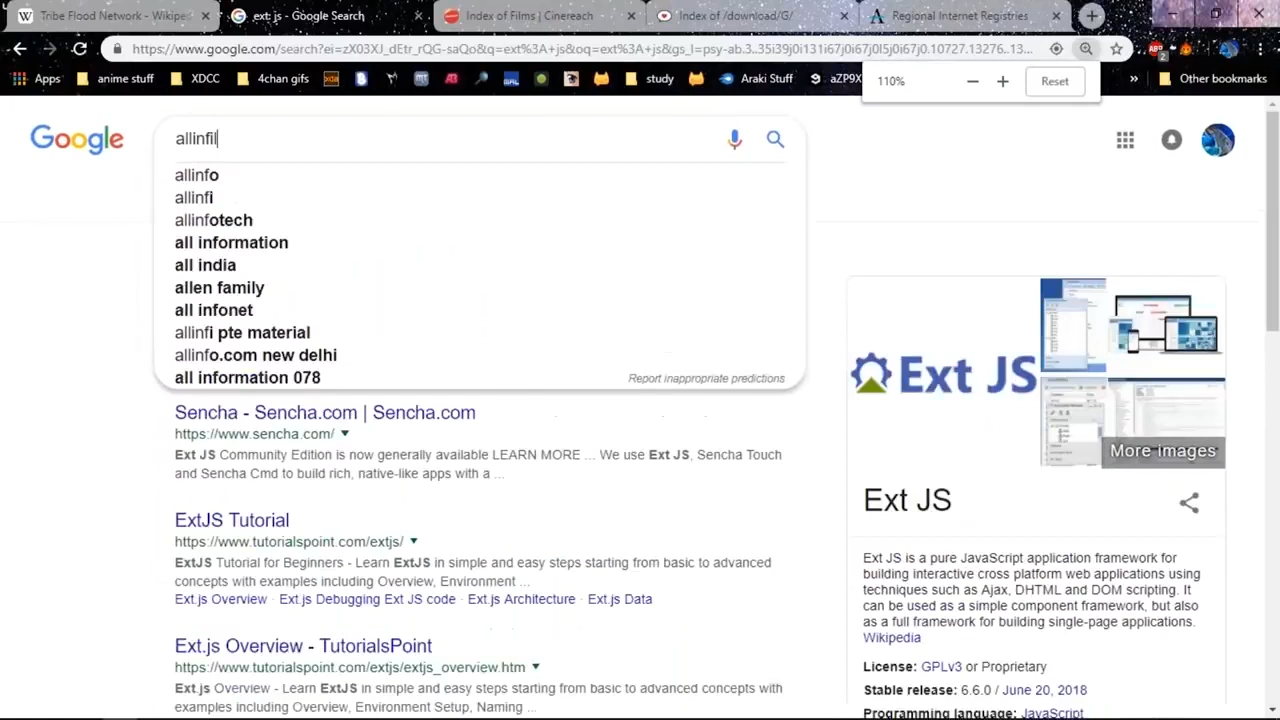 Tribe Flood Network - Wikipe
ext: js - Google Search
Index of Films | Cinereach
Index of /download/G/
Regional Internet Registries
https://www.google.com/search?ei=zX03XJ_dEtr_rQG-saQo&q=ext%3A+js&oq=ext%3A+js&gs_l=psy-ab.3..35i39j0i131i67j0i67j0l5j0i67j0.10727.13276..13...
Apps
anime stuff
XDCC
4chan gifs
study
Araki Stuff
aZP9X
»
Other bookmarks
110%
Reset
Google
allinfil
allinfo
allinfi
allinfotech
all information
all india
allen family
all infonet
allinfi pte material
allinfo.com new delhi
all information 078
Report inappropriate predictions
Sencha - Sencha.com | Sencha.com
https://www.sencha.com/
Ext JS Community Edition is now generally available LEARN MORE ... We use Ext JS, Sencha Touch
and Sencha Cmd to build rich, native-like apps with a ...
ExtJS Tutorial
https://www.tutorialspoint.com/extjs/
ExtJS Tutorial for Beginners - Learn ExtJS in simple and easy steps starting from basic to advanced
concepts with examples including Overview, Environment ...
Ext.js Overview · Ext.js Debugging Ext JS code · Ext.js Architecture · Ext.js Data
Ext.js Overview - TutorialsPoint
https://www.tutorialspoint.com/extjs/extjs_overview.htm
Ext.js Overview - Learn ExtJS in simple and easy steps starting from basic to advanced concepts with
examples including Overview, Environment Setup, Naming ...
Ext JS
More images
Ext JS
Ext JS is a pure JavaScript application framework for
building interactive cross platform web applications using
techniques such as Ajax, DHTML and DOM scripting. It
can be used as a simple component framework, but also
as a full framework for building single-page applications.
Wikipedia
License: GPLv3 or Proprietary
Stable release: 6.6.0 / June 20, 2018
Programming language: JavaScript